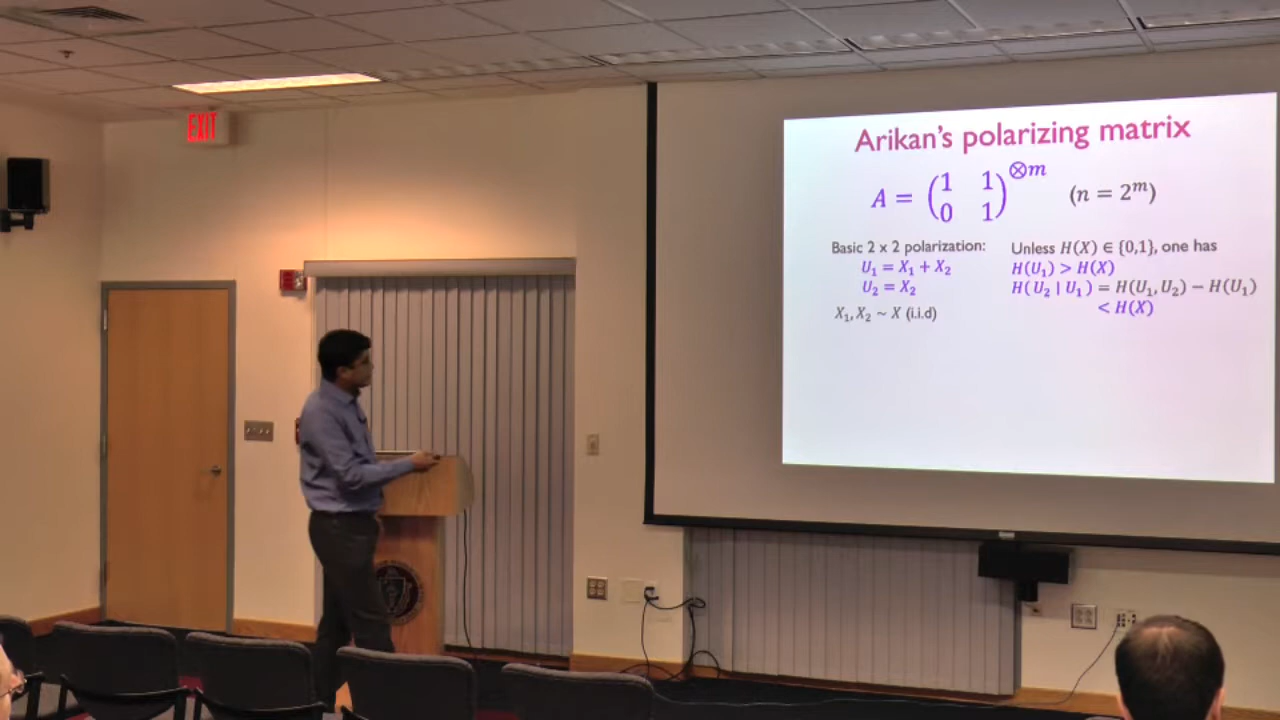 EXIT
Arikan's polarizing matrix
A = (1 1
0 1)^{⊗m} (n = 2^m)
Basic 2 x 2 polarization:
U₁ = X₁ + X₂
U₂ = X₂
X₁, X₂ ~ X (i.i.d)
Unless H(X) ∈ {0,1}, one has
H(U₁) > H(X)
H( U₂ | U₁ ) = H(U₁, U₂) − H(U₁)
< H(X)